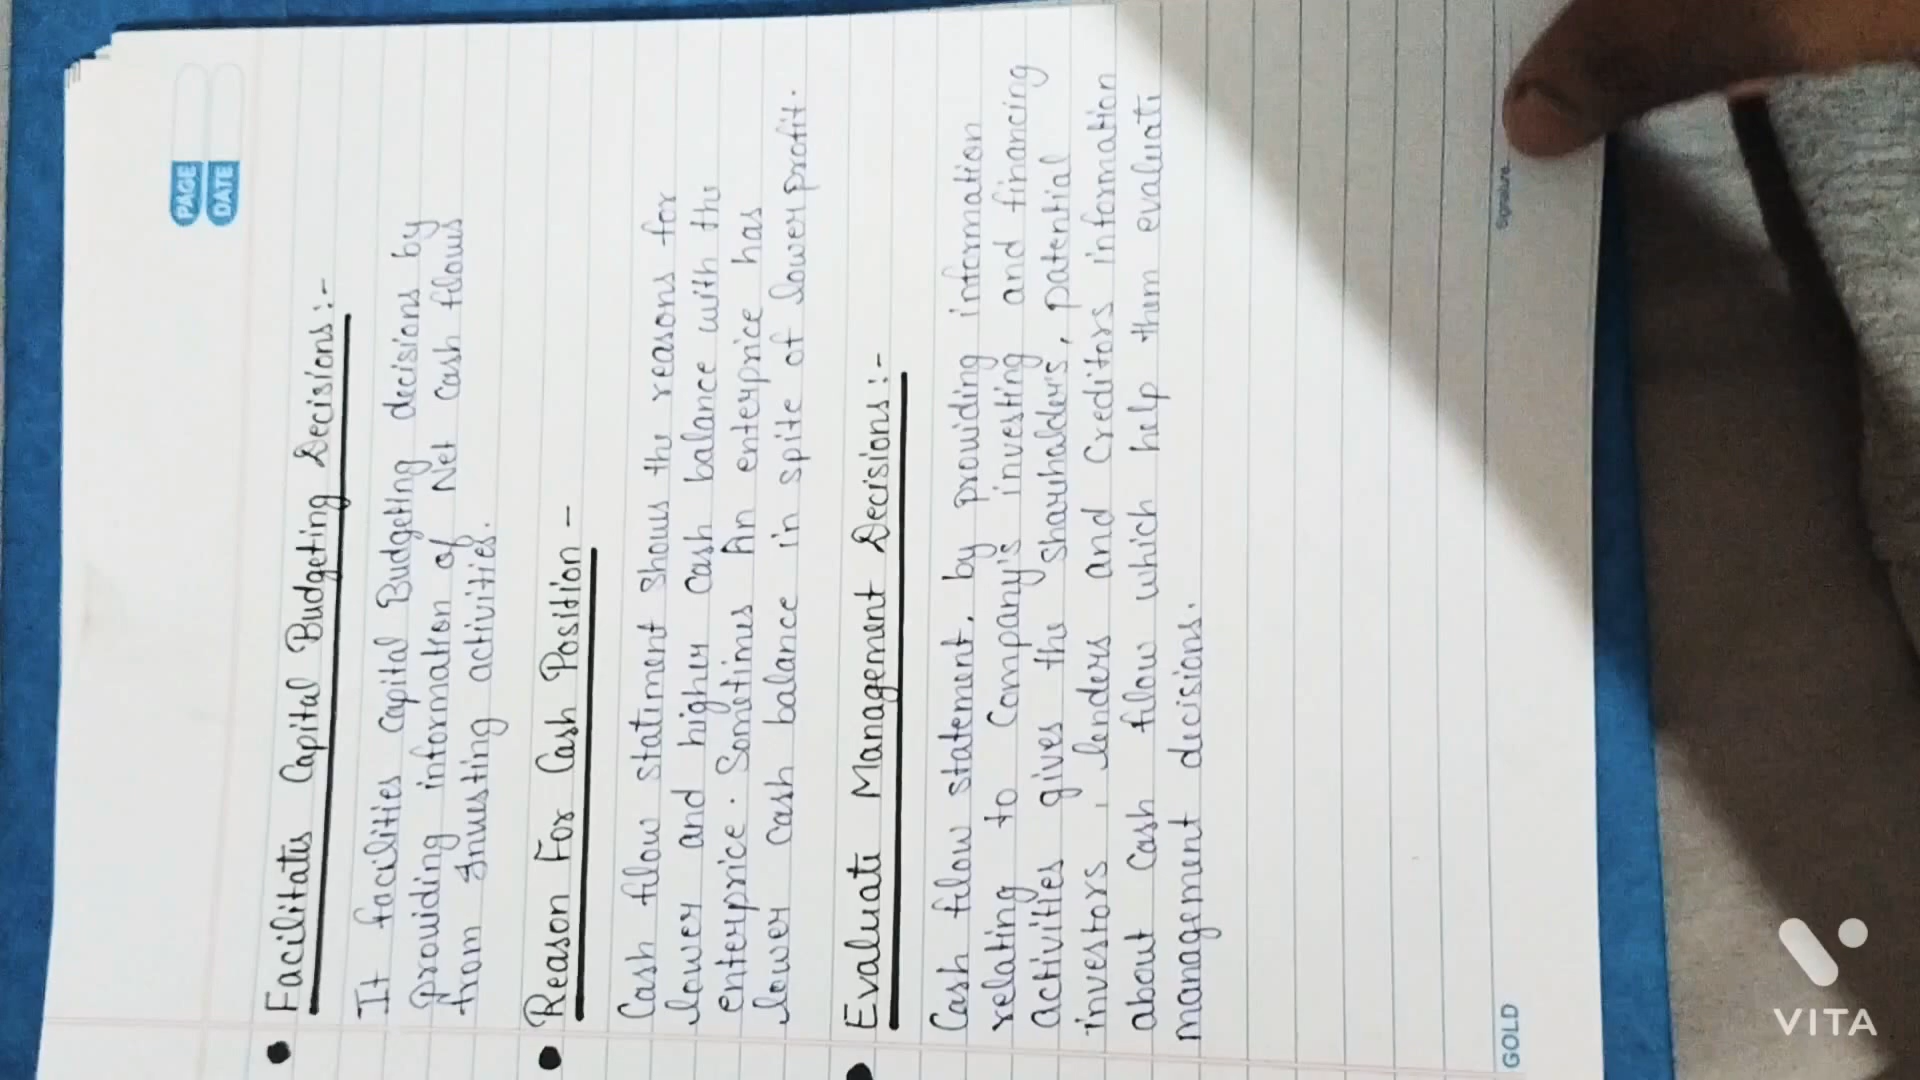 PAGE
DATE
Facilitates Capital Budgeting Decisions:-
It facilities capital Budgeting decisions by
providing information of Net cash flows
from Investing activities.
Reason For Cash Position -
Cash flow statement shows the reasons for
lower and higher cash balance with the
enterprice. Sometimes An enterprice has
lower cash balance in spite of lower profit.
Evaluate Management Decisions:-
Cash flow statement, by providing information
relating to Company's investing and financing
activities gives the shareholders, patential
investors, lenders and Creditors information
about cash flow which help them evaluate
management decisions.
GOLD
VITA